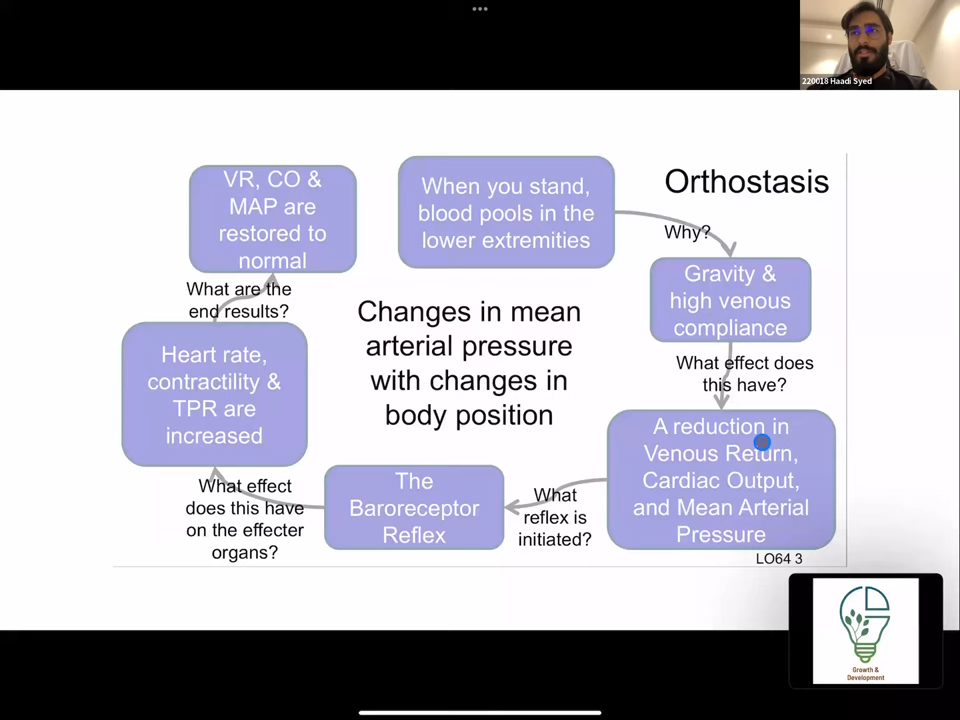 220018 Haadi Syed
Orthostasis
When you stand,
blood pools in the
lower extremities
Why?
Gravity &
high venous
compliance
What effect does
this have?
A reduction in
Venous Return,
Cardiac Output,
and Mean Arterial
Pressure
What
reflex is
initiated?
The
Baroreceptor
Reflex
What effect
does this have
on the effecter
organs?
Heart rate,
contractility &
TPR are
increased
What are the
end results?
VR, CO &
MAP are
restored to
normal
Changes in mean
arterial pressure
with changes in
body position
LO64 3
Growth &
Development